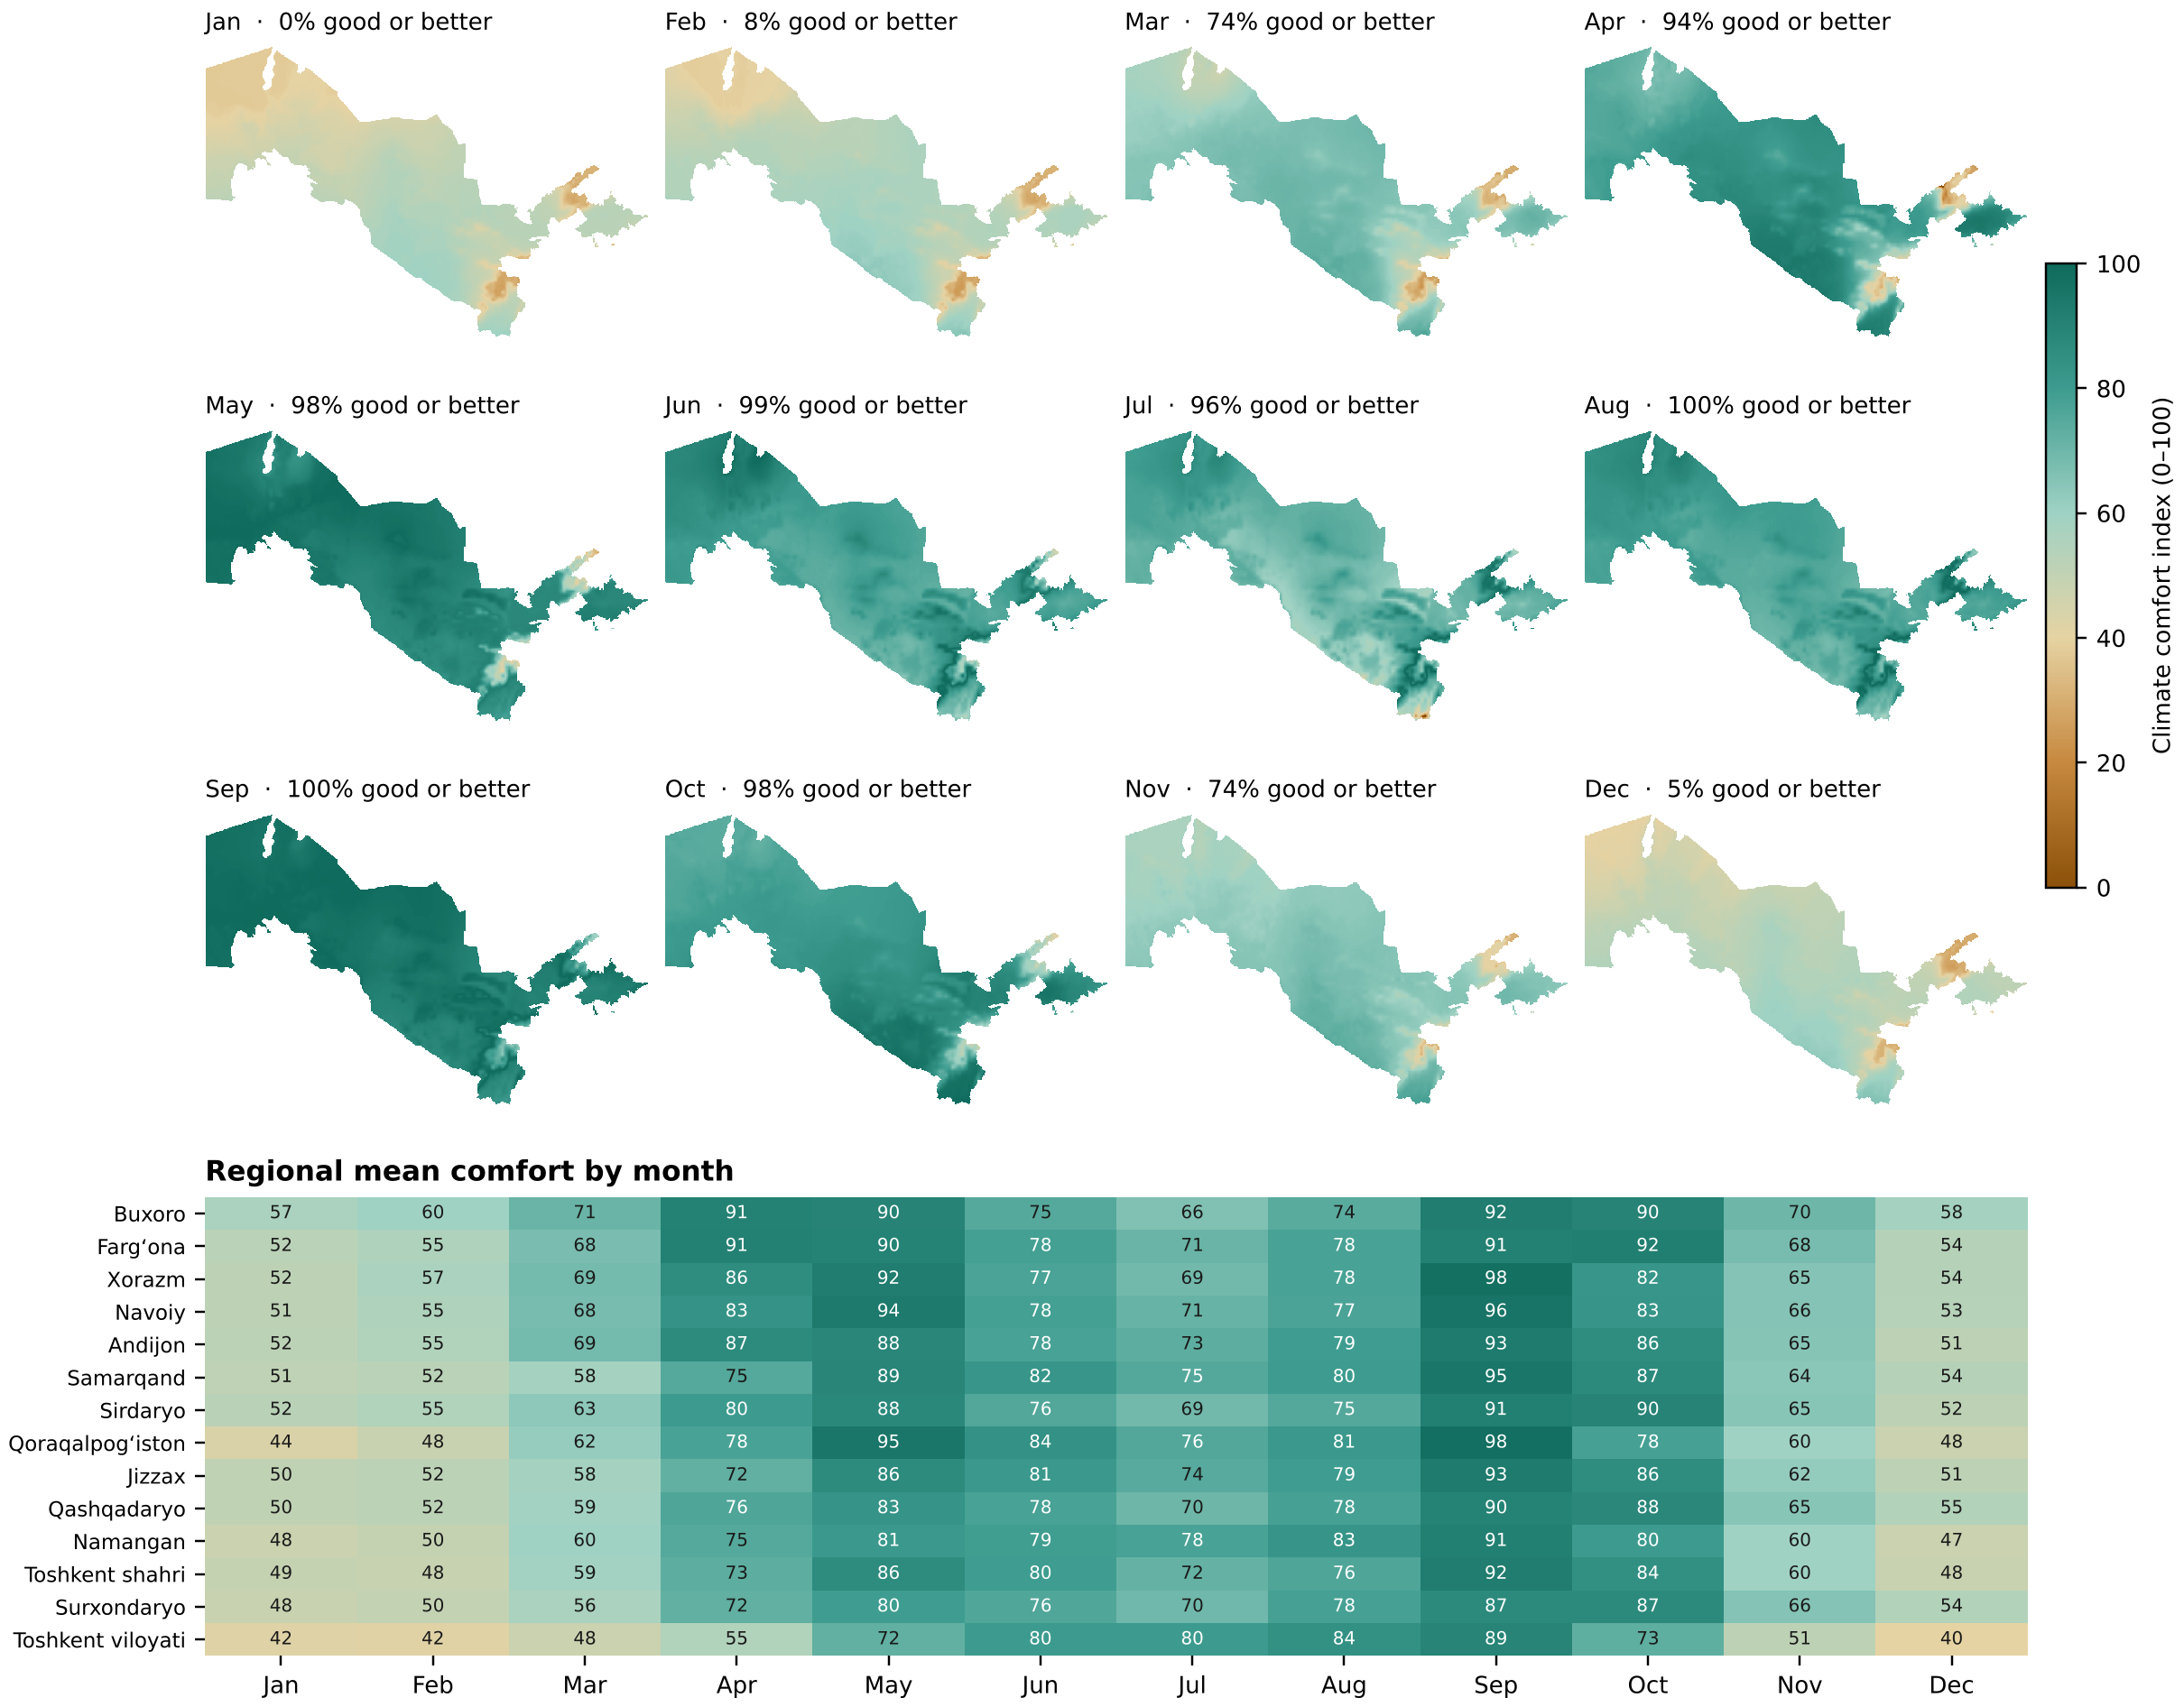 Jan · 0% good or better
Feb · 8% good or better
Mar · 74% good or better
Apr · 94% good or better
May · 98% good or better
Jun · 99% good or better
Jul · 96% good or better
Aug · 100% good or better
Sep · 100% good or better
Oct · 98% good or better
Nov · 74% good or better
Dec · 5% good or better
100
80
60
40
20
0
Climate comfort index (0–100)
Regional mean comfort by month
Buxoro 57 60 71 91 90 75 66 74 92 90 70 58
Farg‘ona 52 55 68 91 90 78 71 78 91 92 68 54
Xorazm 52 57 69 86 92 77 69 78 98 82 65 54
Navoiy 51 55 68 83 94 78 71 77 96 83 66 53
Andijon 52 55 69 87 88 78 73 79 93 86 65 51
Samarqand 51 52 58 75 89 82 75 80 95 87 64 54
Sirdaryo 52 55 63 80 88 76 69 75 91 90 65 52
Qoraqalpog‘iston 44 48 62 78 95 84 76 81 98 78 60 48
Jizzax 50 52 58 72 86 81 74 79 93 86 62 51
Qashqadaryo 50 52 59 76 83 78 70 78 90 88 65 55
Namangan 48 50 60 75 81 79 78 83 91 80 60 47
Toshkent shahri 49 48 59 73 86 80 72 76 92 84 60 48
Surxondaryo 48 50 56 72 80 76 70 78 87 87 66 54
Toshkent viloyati 42 42 48 55 72 80 80 84 89 73 51 40
Jan Feb Mar Apr May Jun Jul Aug Sep Oct Nov Dec